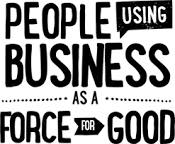 PEOPLE USING
BUSINESS
AS A
FORCE FOR GOOD